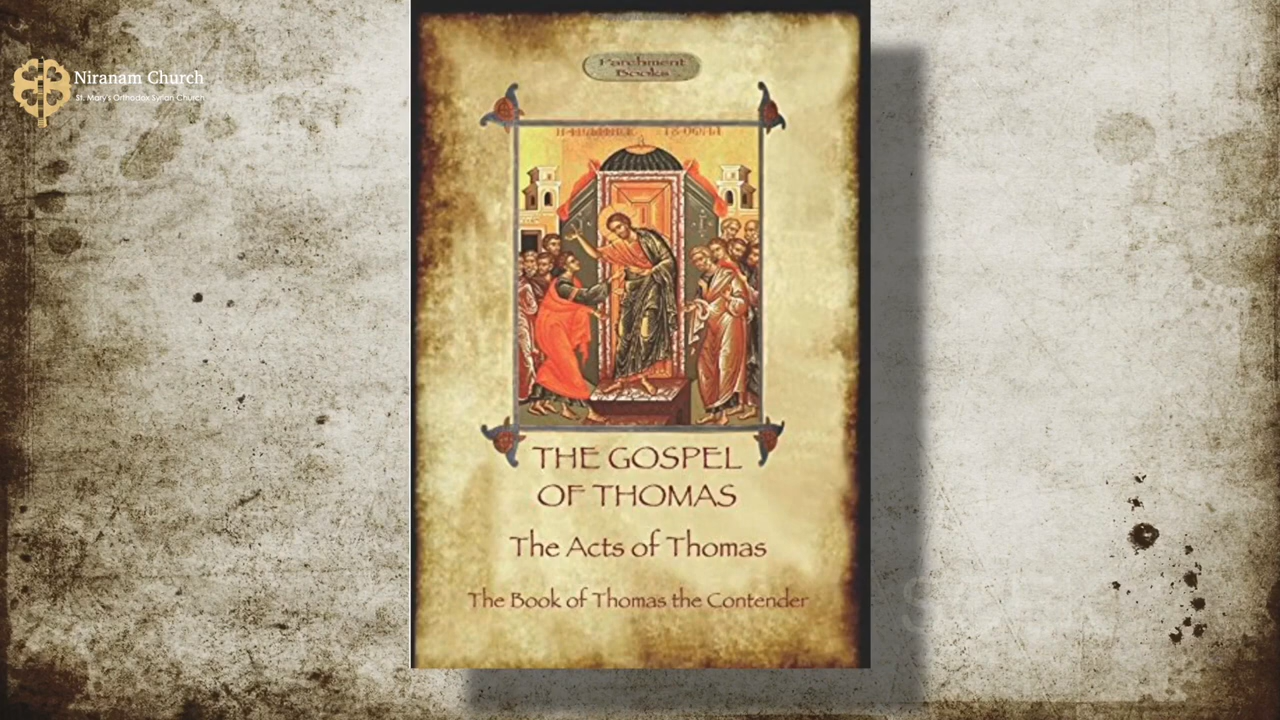 Niranam Church
St. Mary's Orthodox Syrian Church
Parchment
Books
THE GOSPEL
OF THOMAS
The Acts of Thomas
The Book of Thomas the Contender